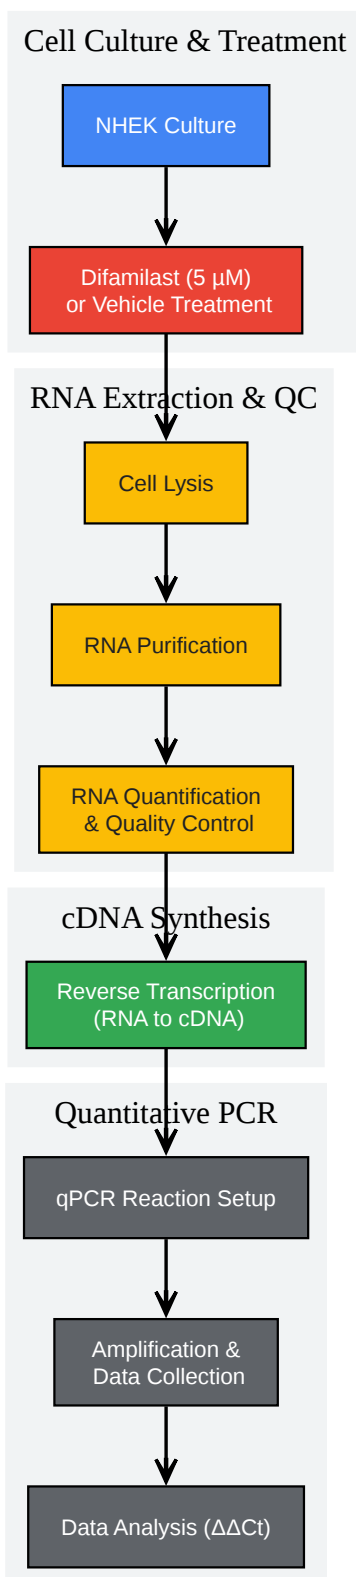 Cell Culture & Treatment
NHEK Culture
Difamilast (5 µM)
or Vehicle Treatment
RNA Extraction & QC
Cell Lysis
RNA Purification
RNA Quantification
& Quality Control
cDNA Synthesis
Reverse Transcription
(RNA to cDNA)
Quantitative PCR
qPCR Reaction Setup
Amplification &
Data Collection
Data Analysis (ΔΔCt)